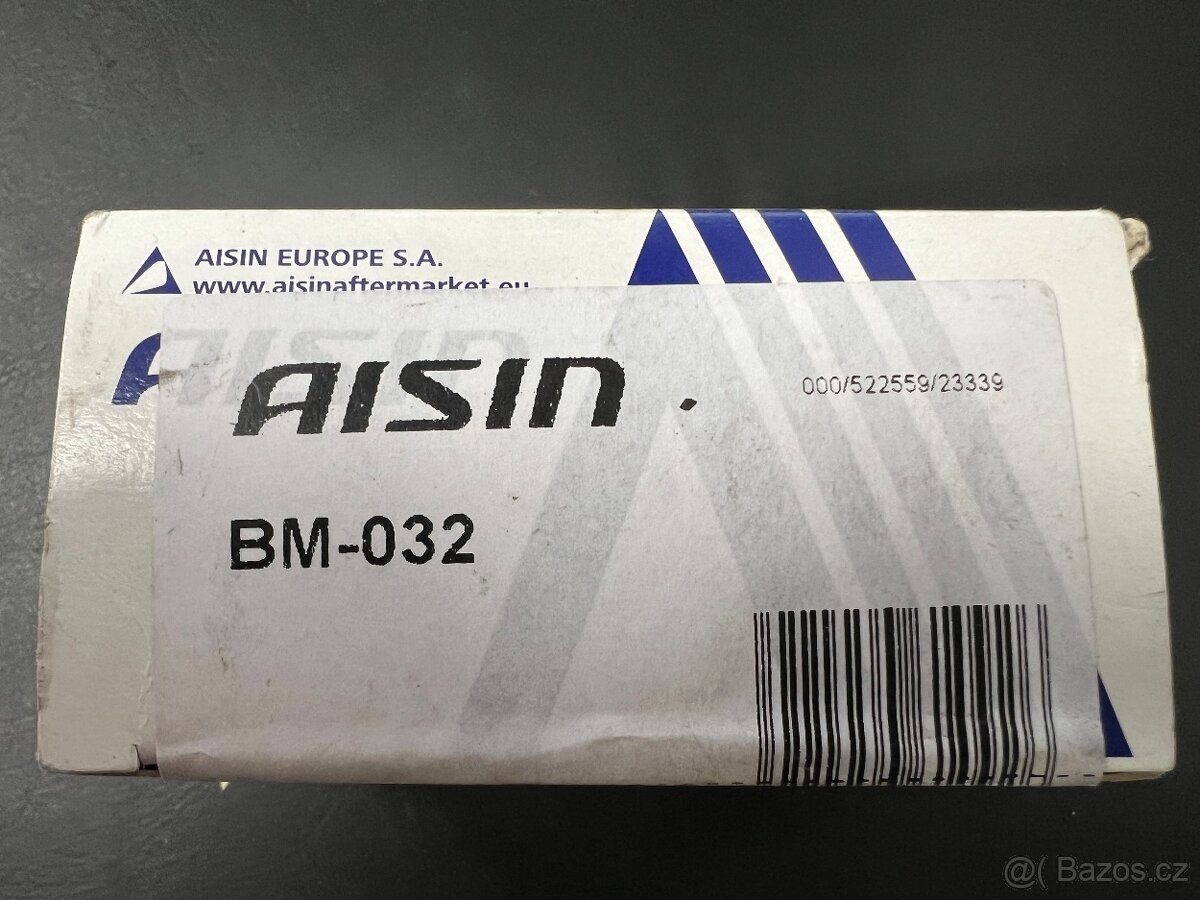 AISIN EUROPE S.A.
www.aisinaftermarket.eu
AISIN
000/522559/23339
BM-032
@( Bazos.cz